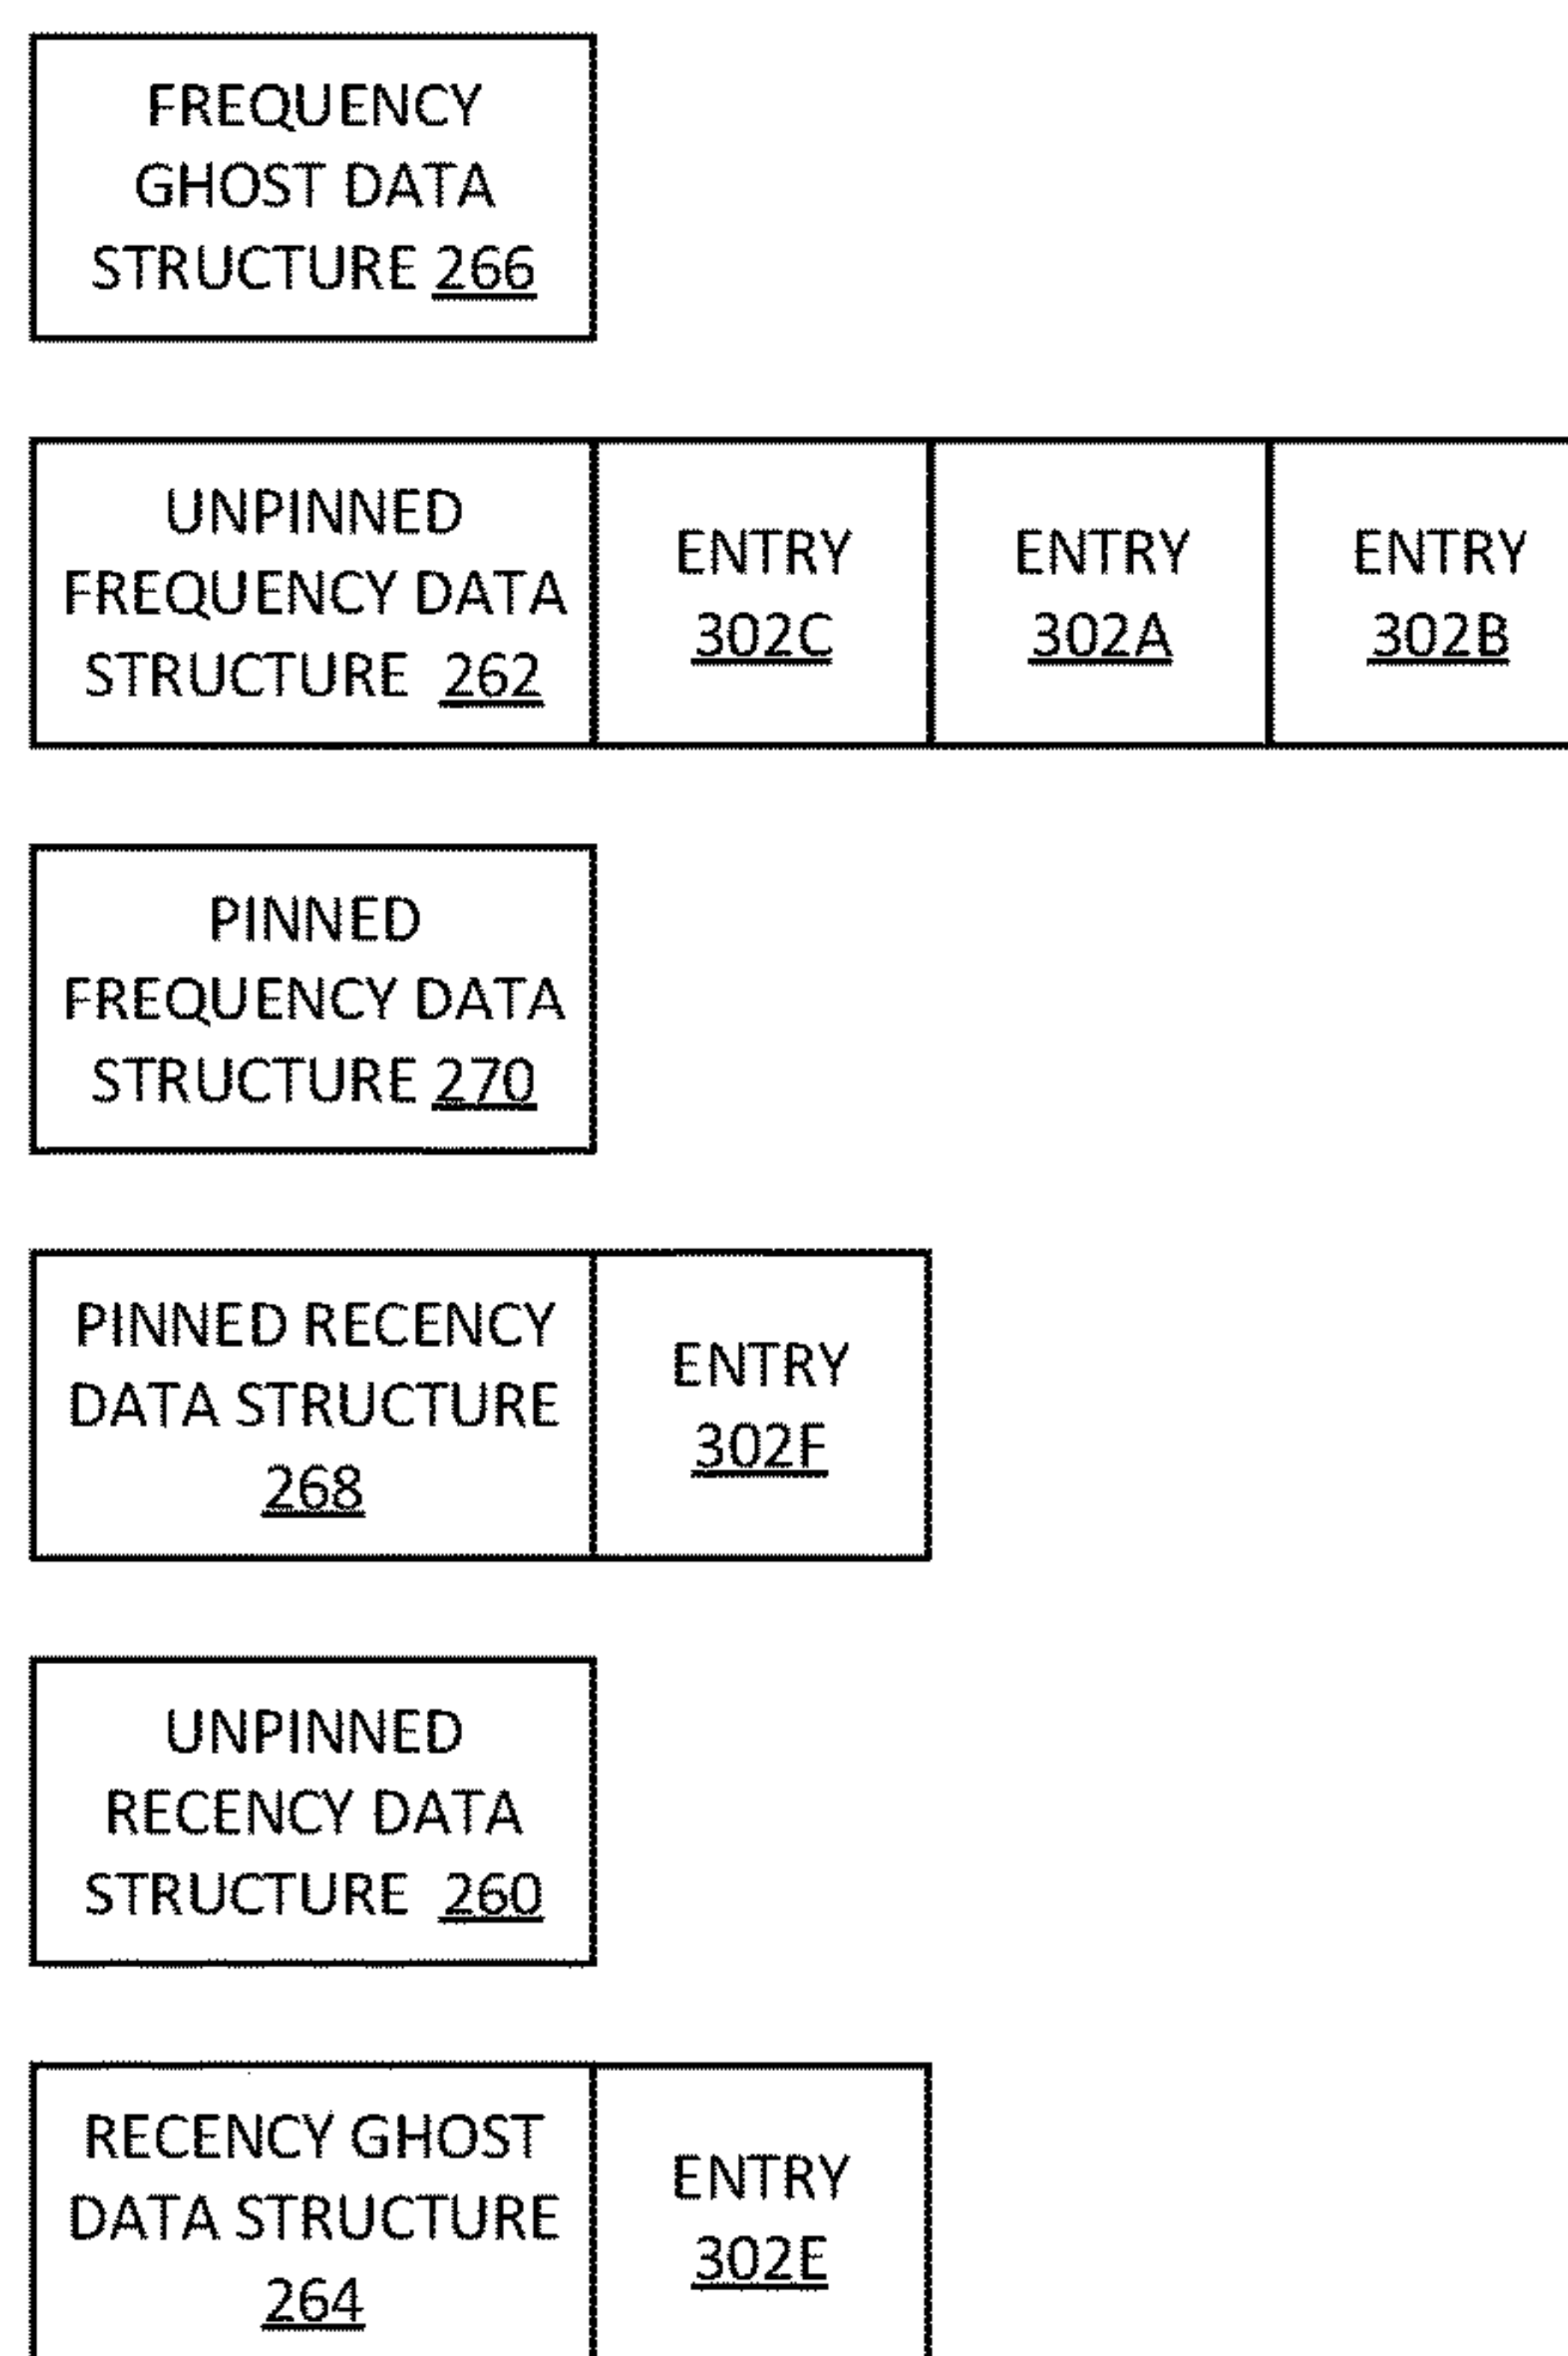 FREQUENCY
GHOST DATA
STRUCTURE 266
UNPINNED
FREQUENCY DATA
STRUCTURE 262
ENTRY
302C
ENTRY
302A
ENTRY
302B
PINNED
FREQUENCY DATA
STRUCTURE 270
PINNED RECENCY
DATA STRUCTURE
268
ENTRY
302F
UNPINNED
RECENCY DATA
STRUCTURE 260
RECENCY GHOST
DATA STRUCTURE
264
ENTRY
302E